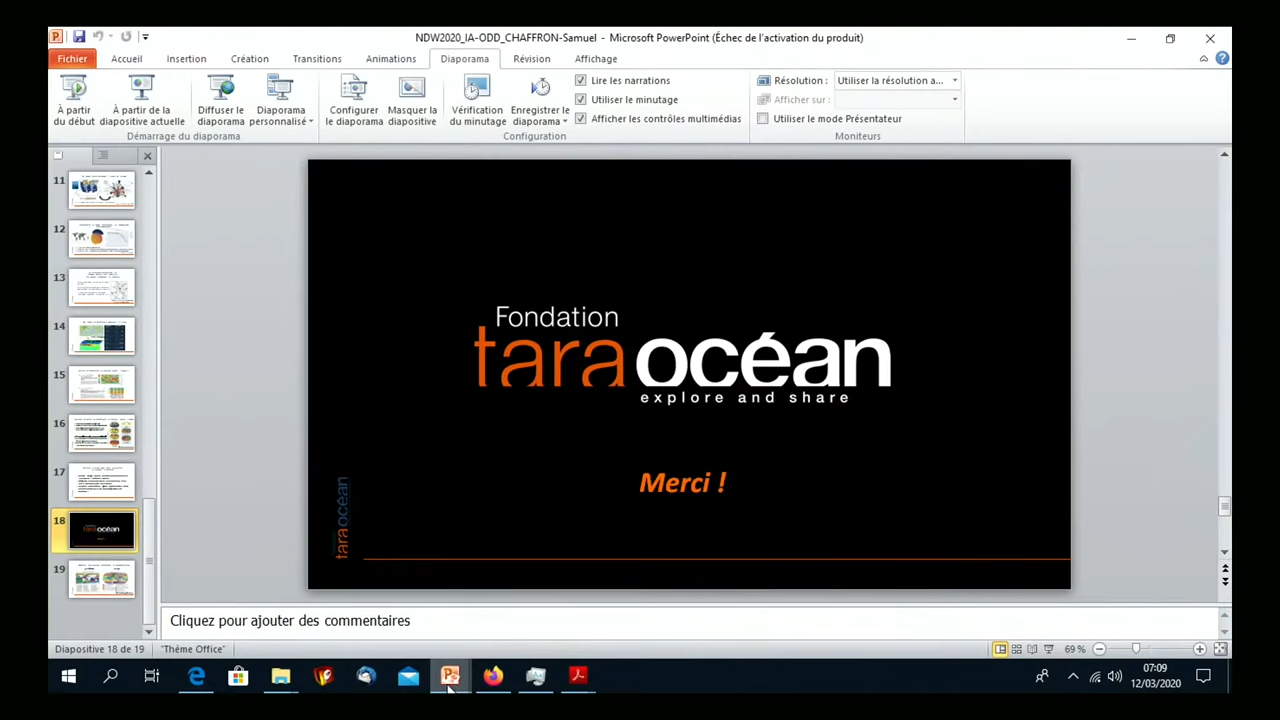 NDW2020_IA-ODD_CHAFFRON-Samuel - Microsoft PowerPoint (Échec de l'activation du produit)
Fichier Accueil Insertion Création Transitions Animations Diaporama Révision Affichage
À partir du début
À partir de la diapositive actuelle
Diffuser le diaporama
Diaporama personnalisé
Démarrage du diaporama
Configurer le diaporama
Masquer la diapositive
Vérification du minutage
Enregistrer le diaporama
Lire les narrations
Utiliser le minutage
Afficher les contrôles multimédias
Configuration
Résolution : Utiliser la résolution a...
Afficher sur :
Utiliser le mode Présentateur
Moniteurs
11
12
13
14
15
16
17
18
19
Fondation
tara océan
explore and share
Merci !
tara océan
Cliquez pour ajouter des commentaires
Diapositive 18 de 19 "Thème Office" 69 %
07:09
12/03/2020